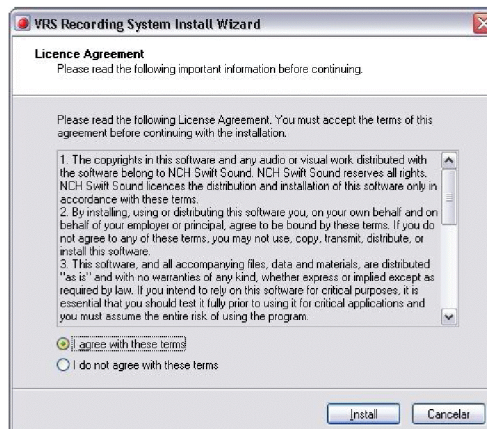 VRS Recording System Install Wizard
Licence Agreement
Please read the following important information before continuing.
Please read the following License Agreement. You must accept the terms of this
agreement before continuing with the installation.
1. The copyrights in this software and any audio or visual work distributed with
the software belong to NCH Swift Sound. NCH Swift Sound reserves all rights.
NCH Swift Sound licences the distribution and installation of this software only in
accordance with these terms.
2. By installing, using or distributing this software you, on your own behalf and on
behalf of your employer or principal, agree to be bound by these terms. If you do
not agree to any of these terms, you may not use, copy, transmit, distribute, or
install this software.
3. This software, and all accompanying files, data and materials, are distributed
"as is" and with no warranties of any kind, whether express or implied except as
required by law. If you intend to rely on this software for critical purposes, it is
essential that you should test it fully prior to using it for critical applications and
you must assume the entire risk of using the program.
I agree with these terms
I do not agree with these terms
Install
Cancelar